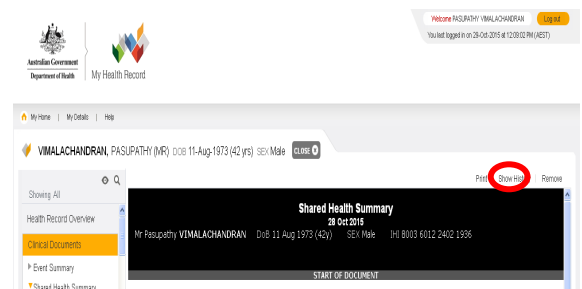 Welcome PASUPATHY VIMALACHANDRAN Log out
You last logged in on 29-Oct-2015 at 12:09:02 PM (AEST)
Australian Government
Department of Health
My Health Record
My Home | My Details | Help
VIMALACHANDRAN, PASUPATHY (MR) DOB 11-Aug-1973 (42 yrs) SEX Male CLOSE
Print Show Hist | Remove
Showing All
Health Record Overview
Clinical Documents
Event Summary
Shared Health Summary
Shared Health Summary
28 Oct 2015
Mr Pasupathy VIMALACHANDRAN DoB 11 Aug 1973 (42y) SEX Male IHI 8003 6012 2402 1936
START OF DOCUMENT